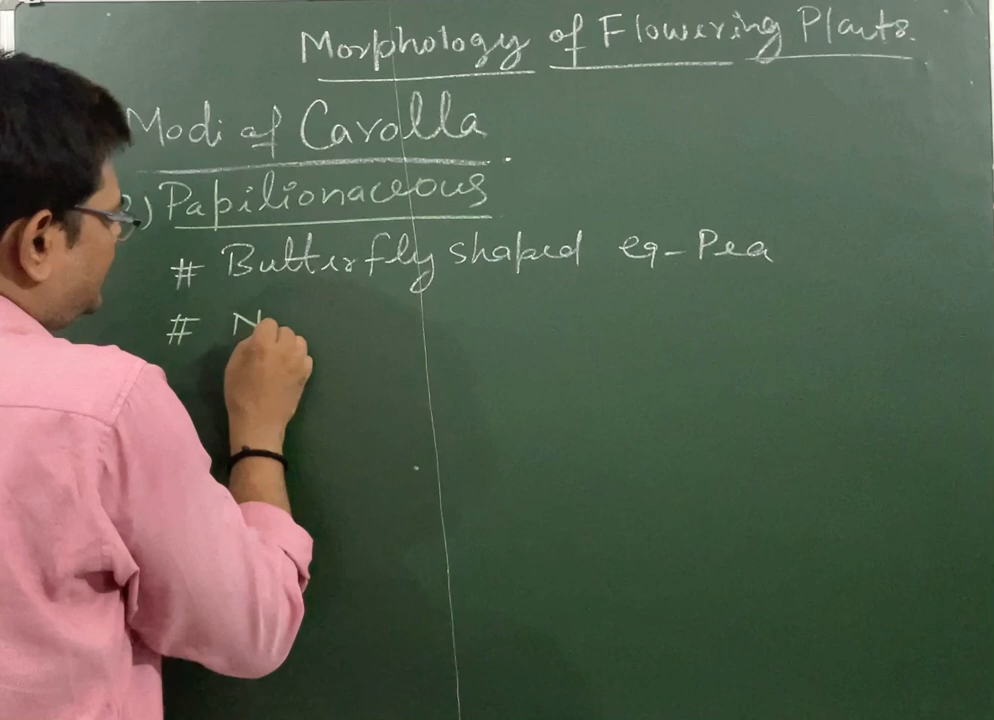 Morphology of Flowering Plants.
Modi of Carolla
2) Papilionaceous
# Butterfly shaped eg- Pea
# N